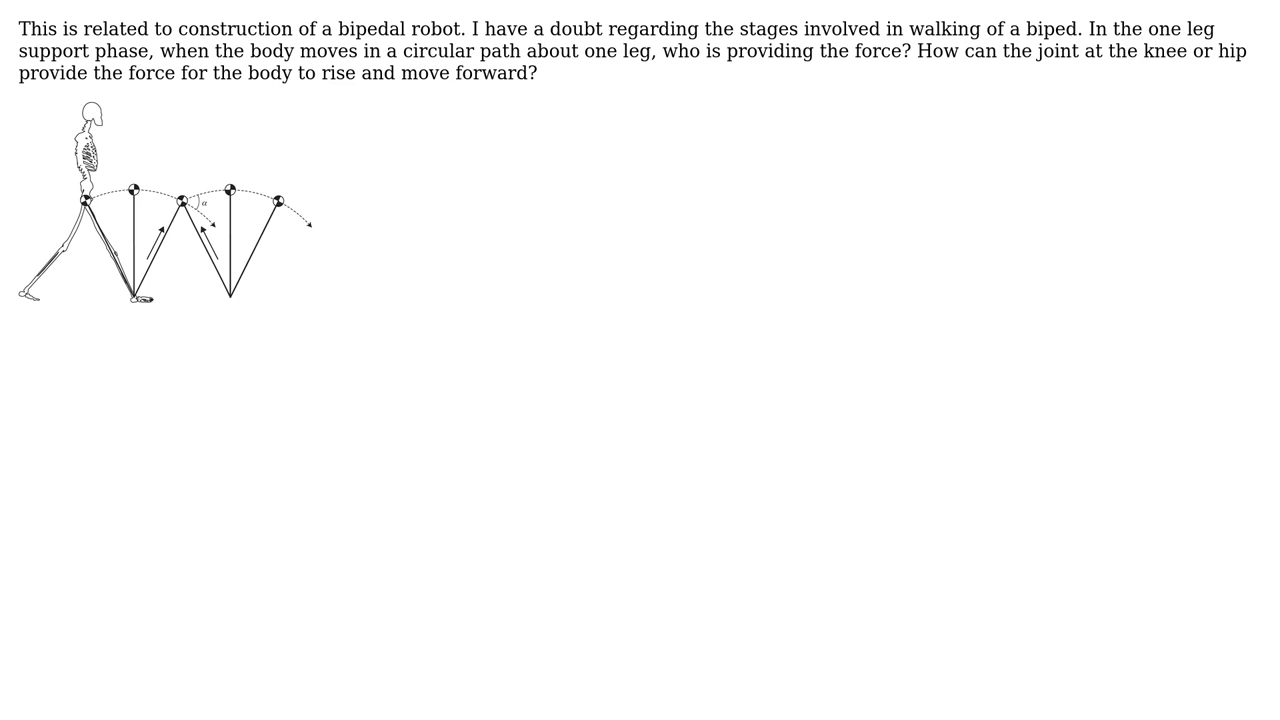 This is related to construction of a bipedal robot. I have a doubt regarding the stages involved in walking of a biped. In the one leg
support phase, when the body moves in a circular path about one leg, who is providing the force? How can the joint at the knee or hip
provide the force for the body to rise and move forward?
α